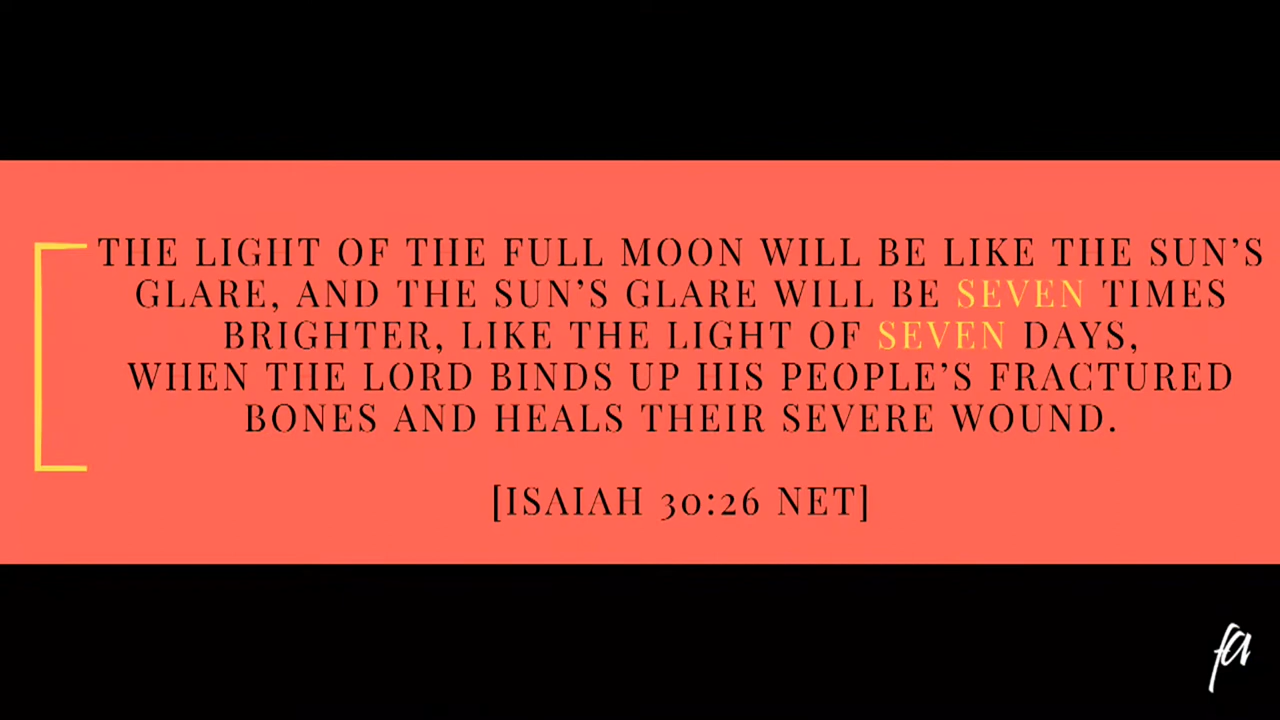 THE LIGHT OF THE FULL MOON WILL BE LIKE THE SUN’S
GLARE, AND THE SUN’S GLARE WILL BE SEVEN TIMES
BRIGHTER, LIKE THE LIGHT OF SEVEN DAYS,
WHEN THE LORD BINDS UP HIS PEOPLE’S FRACTURED
BONES AND HEALS THEIR SEVERE WOUND.
[ISAIAH 30:26 NET]
fa